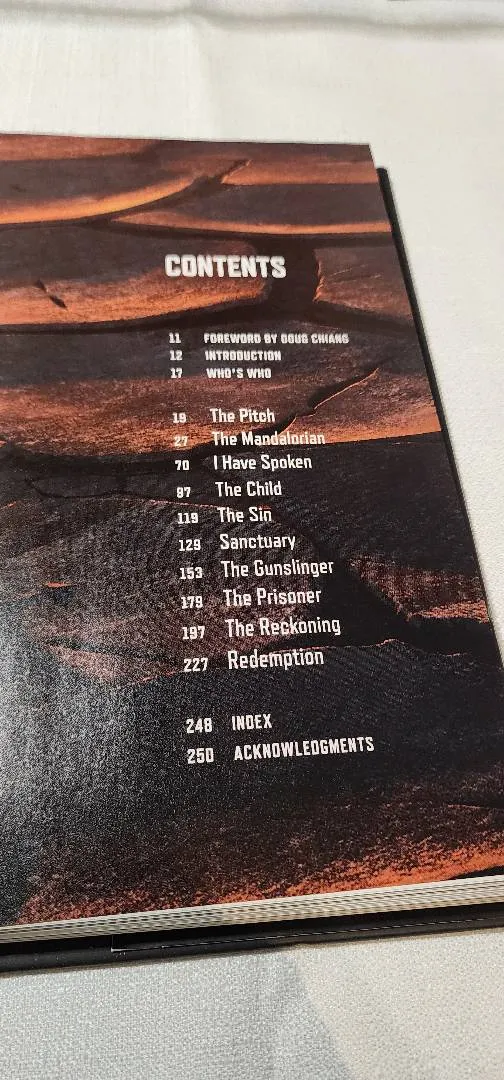 CONTENTS
11 FOREWORD BY DOUG CHIANG
12 INTRODUCTION
17 WHO'S WHO
19 The Pitch
27 The Mandalorian
70 I Have Spoken
97 The Child
119 The Sin
129 Sanctuary
153 The Gunslinger
179 The Prisoner
197 The Reckoning
227 Redemption
248 INDEX
250 ACKNOWLEDGMENTS